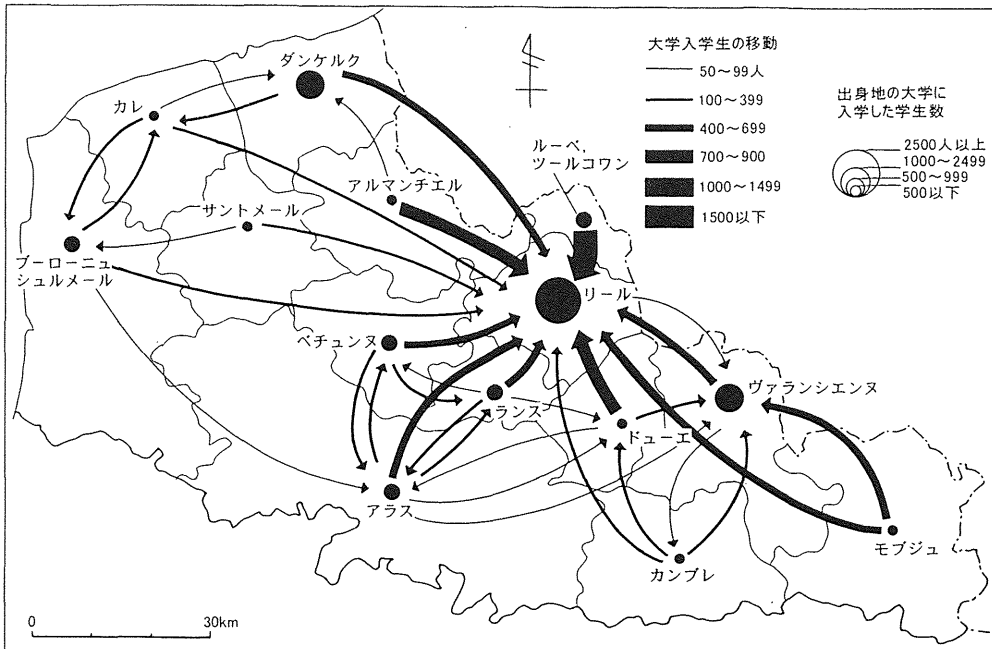 大学入学生の移動
50〜99人
100〜399
400〜699
700〜900
1000〜1499
1500以下
出身地の大学に
入学した学生数
2500人以上
1000〜2499
500〜999
500以下
ダンケルク
カレ
ルーベ,
ツールコワン
アルマンチエル
サントメール
ブーローニュ
シュルメール
リール
ベチュンヌ
ヴァランシエンヌ
ランス
ドゥーエ
アラス
モブジュ
カンブレ
0 30km